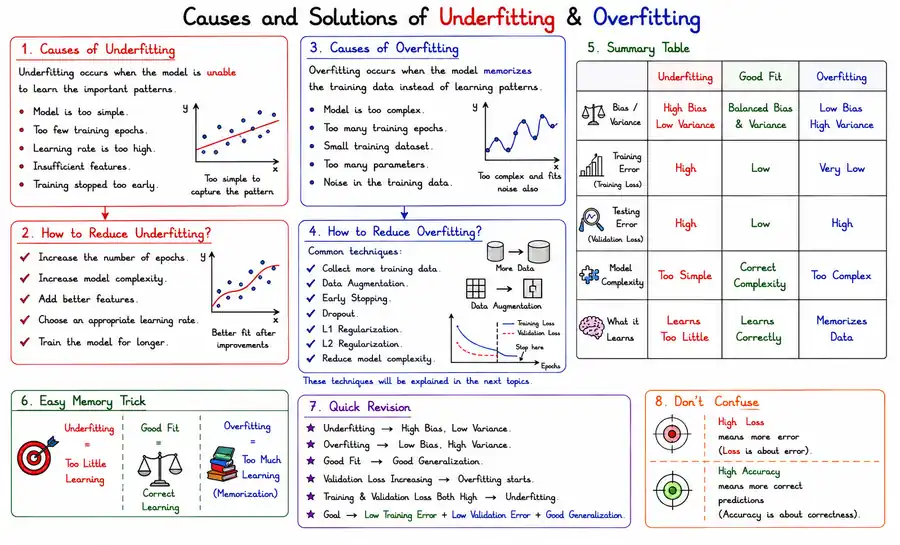 Causes and Solutions of Underfitting & Overfitting
1. Causes of Underfitting
Underfitting occurs when the model is unable
to learn the important patterns.
• Model is too simple.
• Too few training epochs.
• Learning rate is too high.
• Insufficient features.
• Training stopped too early.
y
x
Too simple to
capture the pattern
2. How to Reduce Underfitting?
✓ Increase the number of epochs.
✓ Increase model complexity.
✓ Add better features.
✓ Choose an appropriate learning rate.
✓ Train the model for longer.
y
x
Better fit after
improvements
3. Causes of Overfitting
Overfitting occurs when the model memorizes
the training data instead of learning patterns.
• Model is too complex.
• Too many training epochs.
• Small training dataset.
• Too many parameters.
• Noise in the training data.
y
x
Too complex and fits
noise also
4. How to Reduce Overfitting?
Common techniques:
✓ Collect more training data.
✓ Data Augmentation.
✓ Early Stopping.
✓ Dropout.
✓ L1 Regularization.
✓ L2 Regularization.
✓ Reduce model complexity.
More Data
Data Augmentation
Training Loss
Validation Loss
Stop here
Epochs
These techniques will be explained in the next topics.
5. Summary Table
Underfitting Good Fit Overfitting
Bias /
Variance
High Bias
Low Variance
Balanced Bias
& Variance
Low Bias
High Variance
Training
Error
(Training Loss)
High
Low
Very Low
Testing
Error
(Validation Loss)
High
Low
High
Model
Complexity
Too Simple
Correct
Complexity
Too Complex
What it
Learns
Learns
Too Little
Learns
Correctly
Memorizes
Data
6. Easy Memory Trick
Underfitting
=
Too Little
Learning
Good Fit
=
Correct
Learning
Overfitting
=
Too Much
Learning
(Memorization)
7. Quick Revision
★ Underfitting → High Bias, Low Variance.
★ Overfitting → Low Bias, High Variance.
★ Good Fit → Good Generalization.
★ Validation Loss Increasing → Overfitting starts.
★ Training & Validation Loss Both High → Underfitting.
★ Goal → Low Training Error + Low Validation Error + Good Generalization.
8. Don't Confuse
High Loss
means more error
(Loss is about error).
High Accuracy
means more correct
predictions
(Accuracy is about correctness).